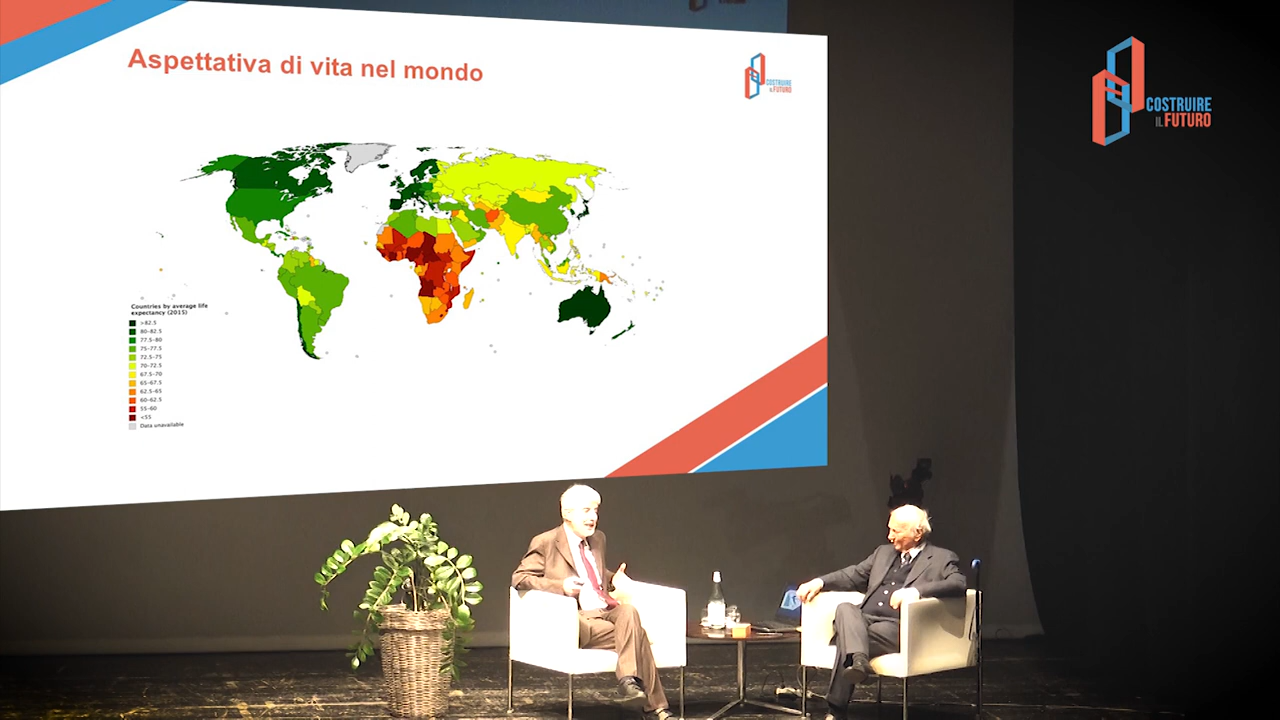 Aspettativa di vita nel mondo
COSTRUIRE
IL FUTURO
COSTRUIRE
IL FUTURO
Countries by average life
expectancy (2015)
>82.5
80-82.5
77.5-80
75-77.5
72.5-75
70-72.5
67.5-70
65-67.5
62.5-65
60-62.5
55-60
<55
Data unavailable